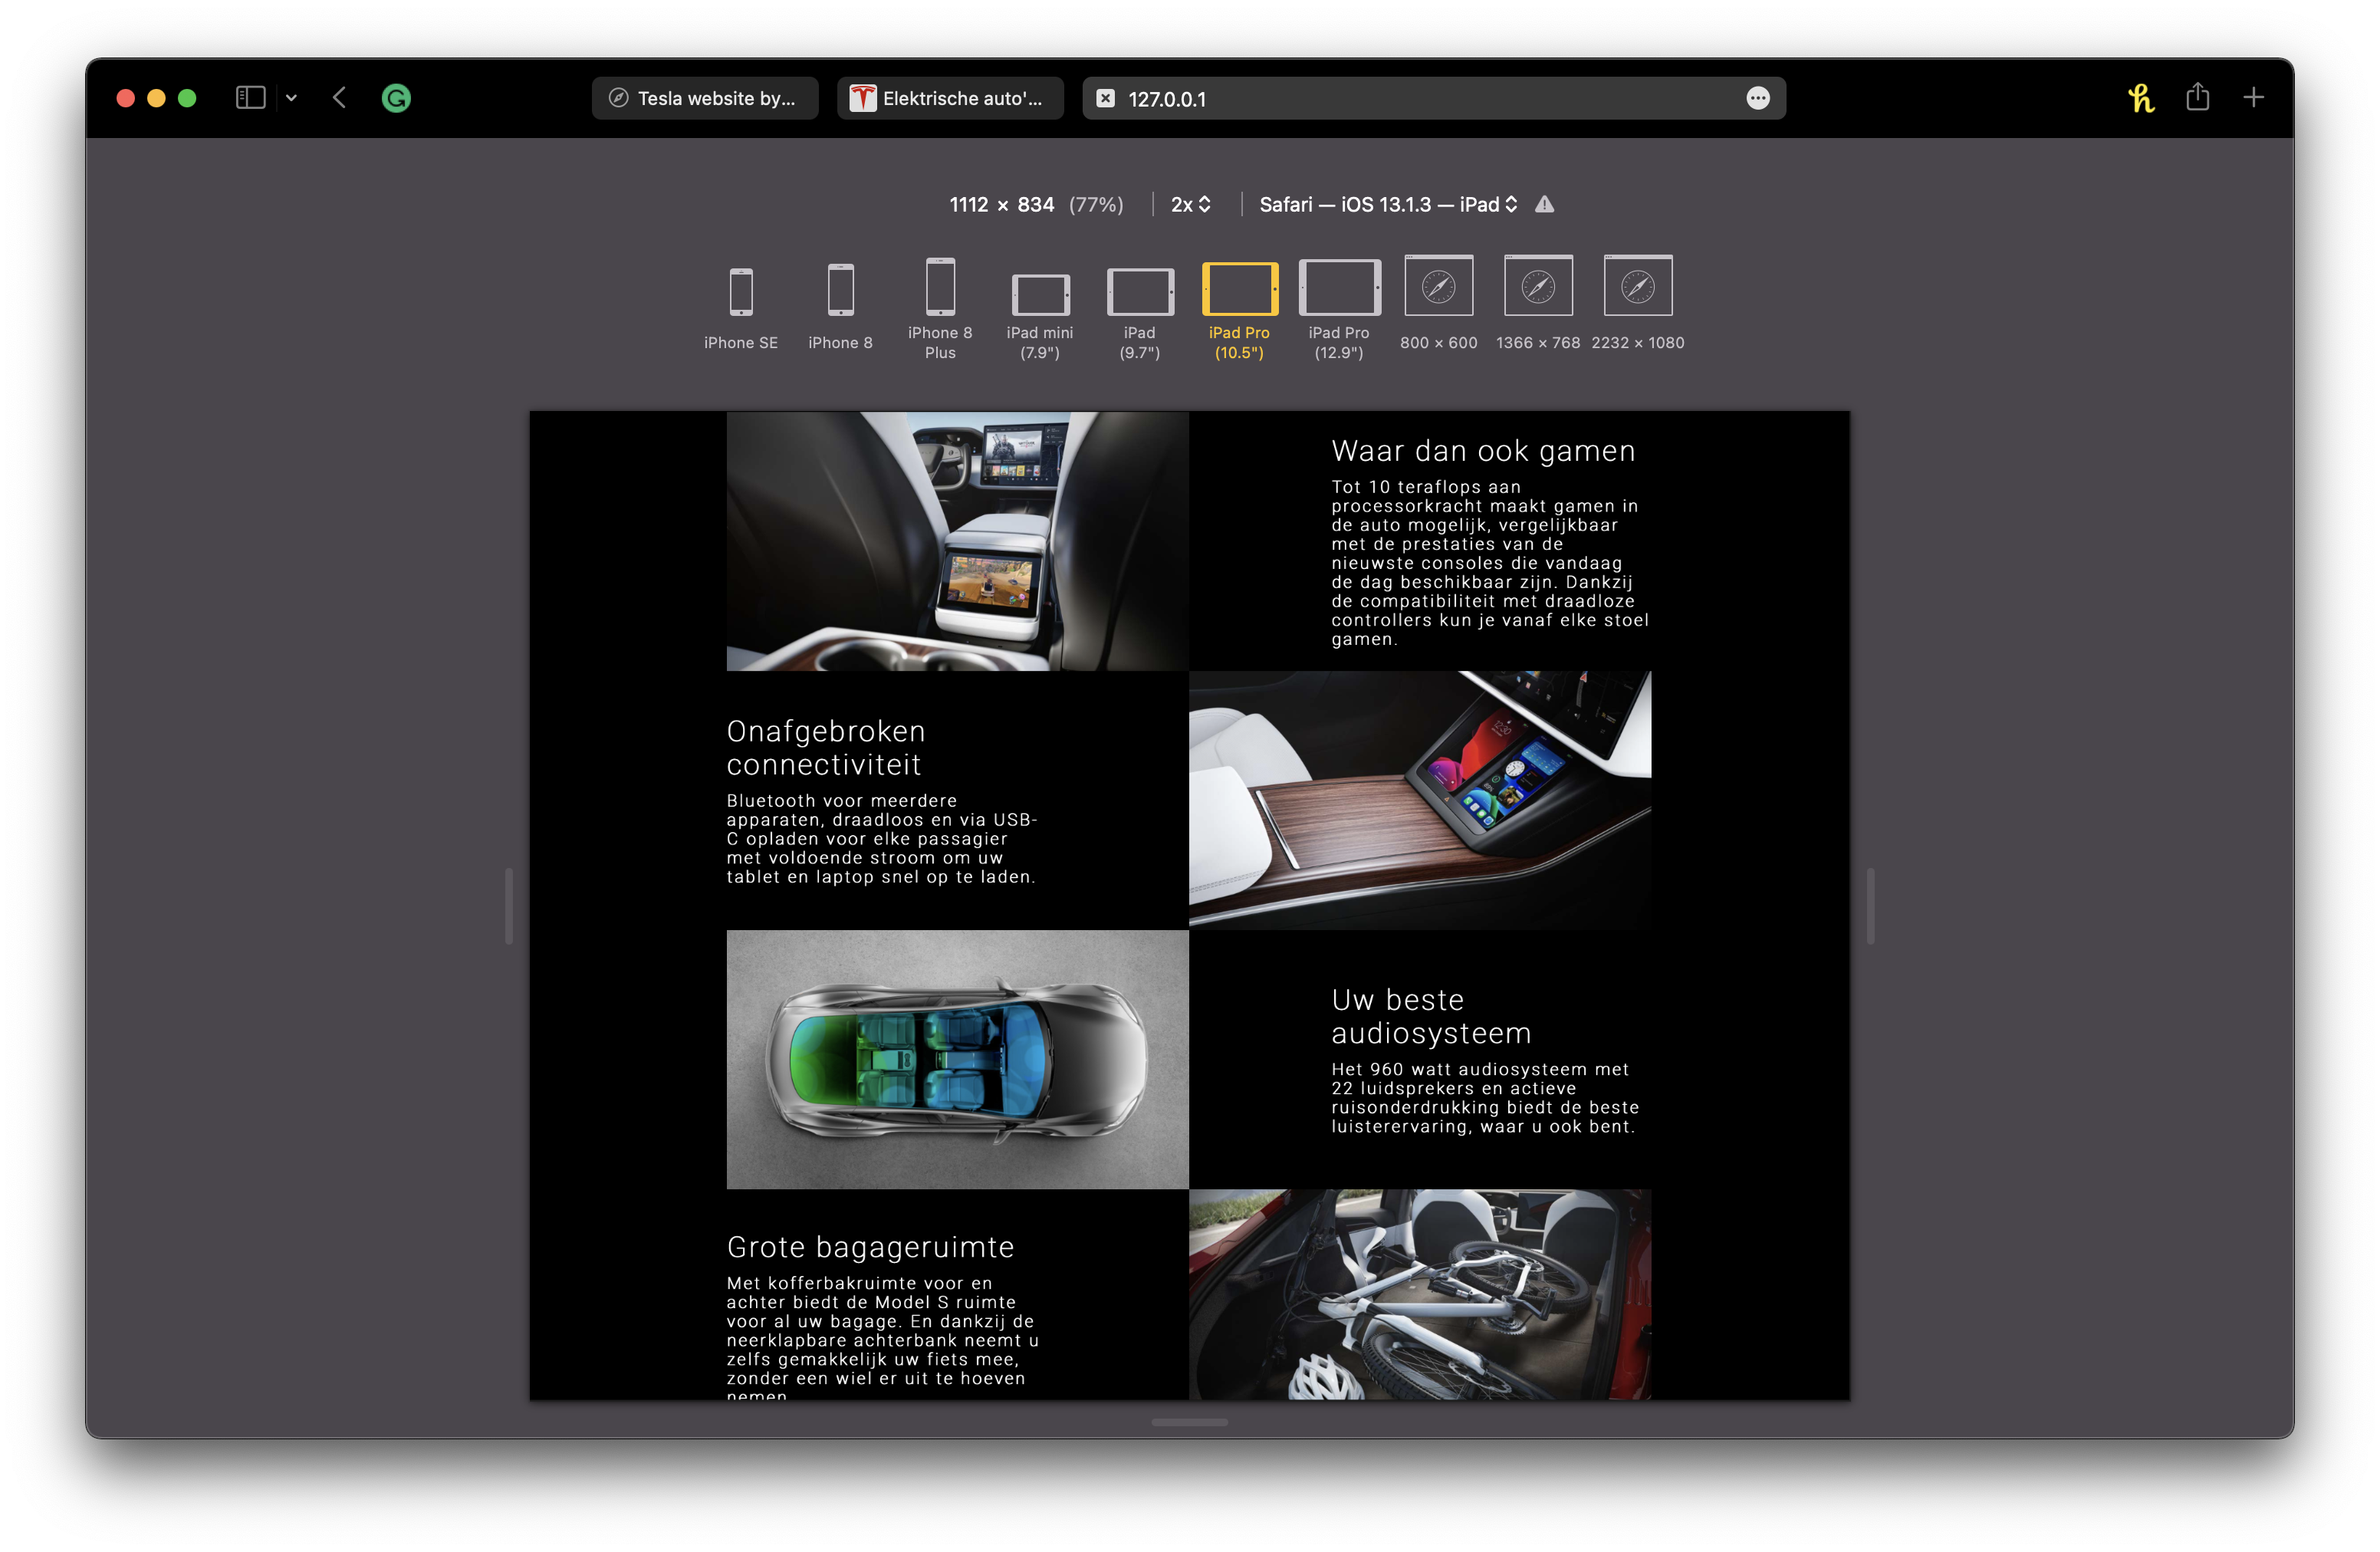 Tesla website by...
Elektrische auto'...
127.0.0.1
1112 × 834 (77%)
2x
Safari — iOS 13.1.3 — iPad
iPhone SE
iPhone 8
iPhone 8
Plus
iPad mini
(7.9")
iPad
(9.7")
iPad Pro
(10.5")
iPad Pro
(12.9")
800 × 600
1366 × 768
2232 × 1080
Waar dan ook gamen
Tot 10 teraflops aan
processorkracht maakt gamen in
de auto mogelijk, vergelijkbaar
met de prestaties van de
nieuwste consoles die vandaag
de dag beschikbaar zijn. Dankzij
de compatibiliteit met draadloze
controllers kun je vanaf elke stoel
gamen.
Onafgebroken
connectiviteit
Bluetooth voor meerdere
apparaten, draadloos en via USB-
C opladen voor elke passagier
met voldoende stroom om uw
tablet en laptop snel op te laden.
Uw beste
audiosysteem
Het 960 watt audiosysteem met
22 luidsprekers en actieve
ruisonderdrukking biedt de beste
luisterervaring, waar u ook bent.
Grote bagageruimte
Met kofferbakruimte voor en
achter biedt de Model S ruimte
voor al uw bagage. En dankzij de
neerklapbare achterbank neemt u
zelfs gemakkelijk uw fiets mee,
zonder een wiel er uit te hoeven
nemen